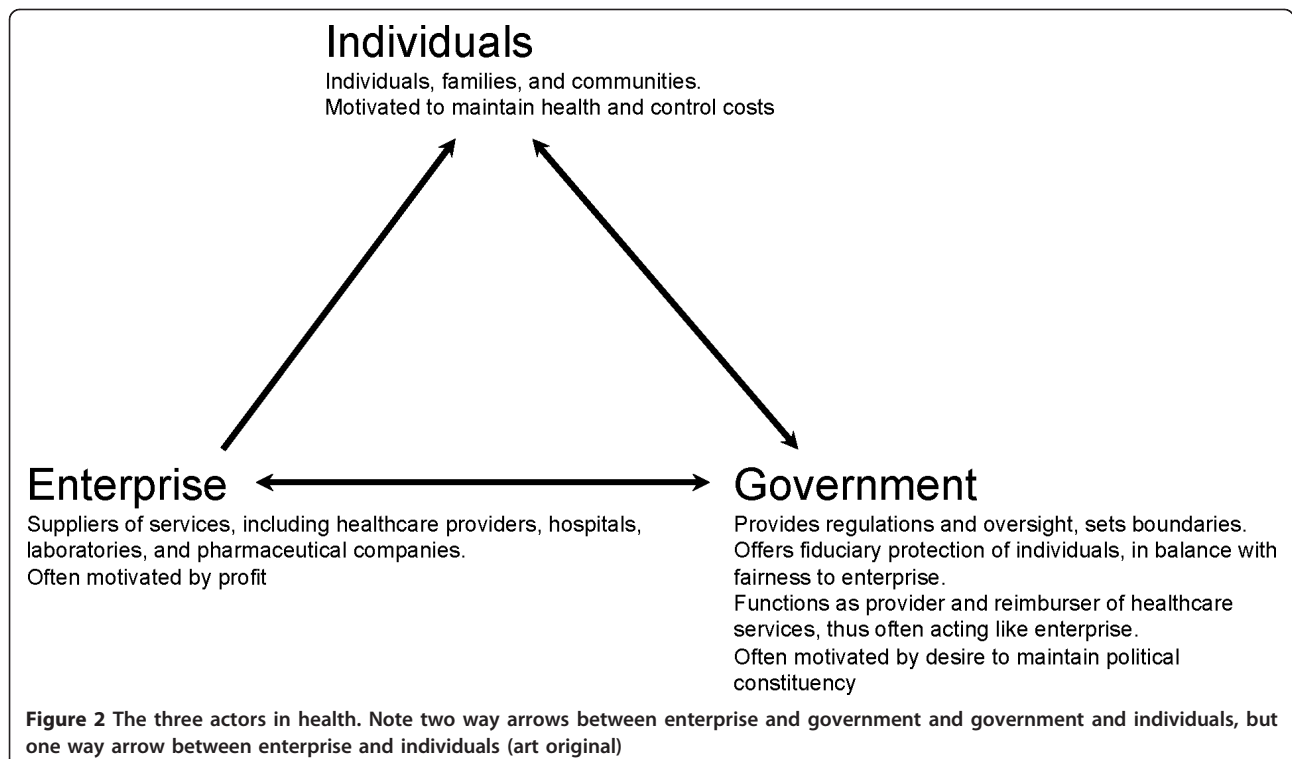 Individuals
Individuals, families, and communities.
Motivated to maintain health and control costs
Enterprise
Suppliers of services, including healthcare providers, hospitals,
laboratories, and pharmaceutical companies.
Often motivated by profit
Government
Provides regulations and oversight, sets boundaries.
Offers fiduciary protection of individuals, in balance with
fairness to enterprise.
Functions as provider and reimburser of healthcare
services, thus often acting like enterprise.
Often motivated by desire to maintain political
constituency
Figure 2 The three actors in health. Note two way arrows between enterprise and government and government and individuals, but
one way arrow between enterprise and individuals (art original)